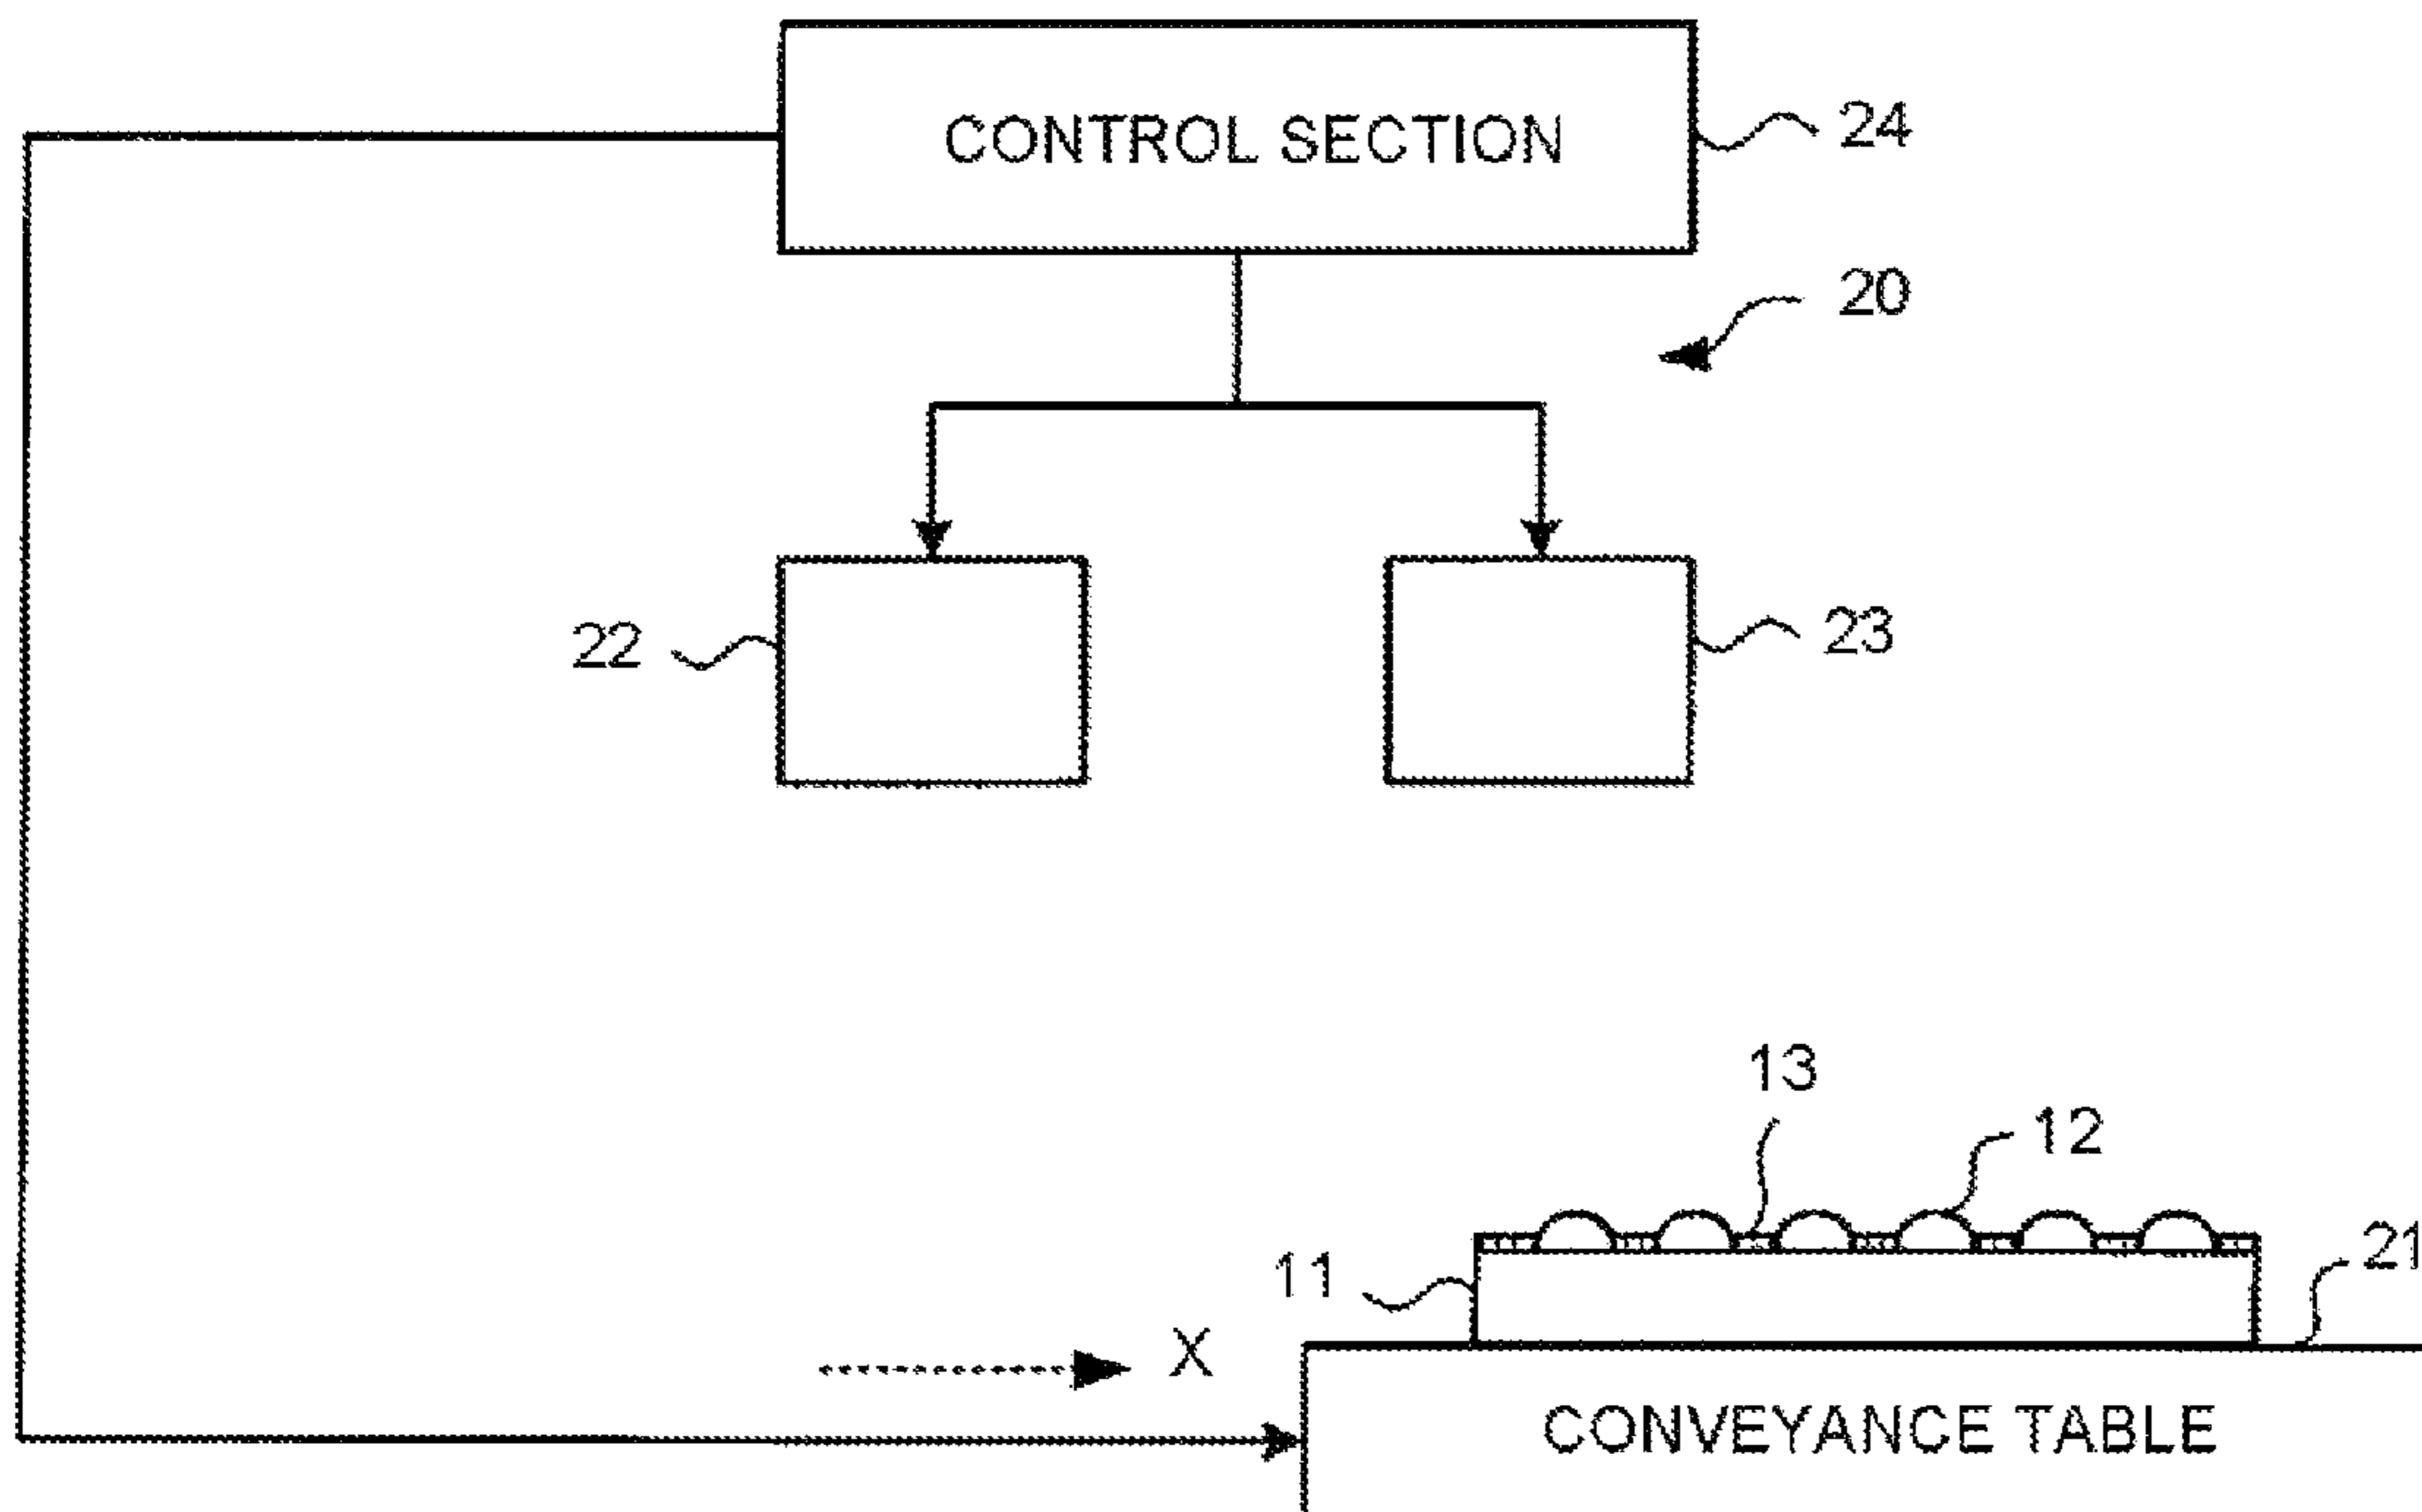 CONTROL SECTION
24
20
22
23
13
12
11
21
X
CONVEYANCE TABLE